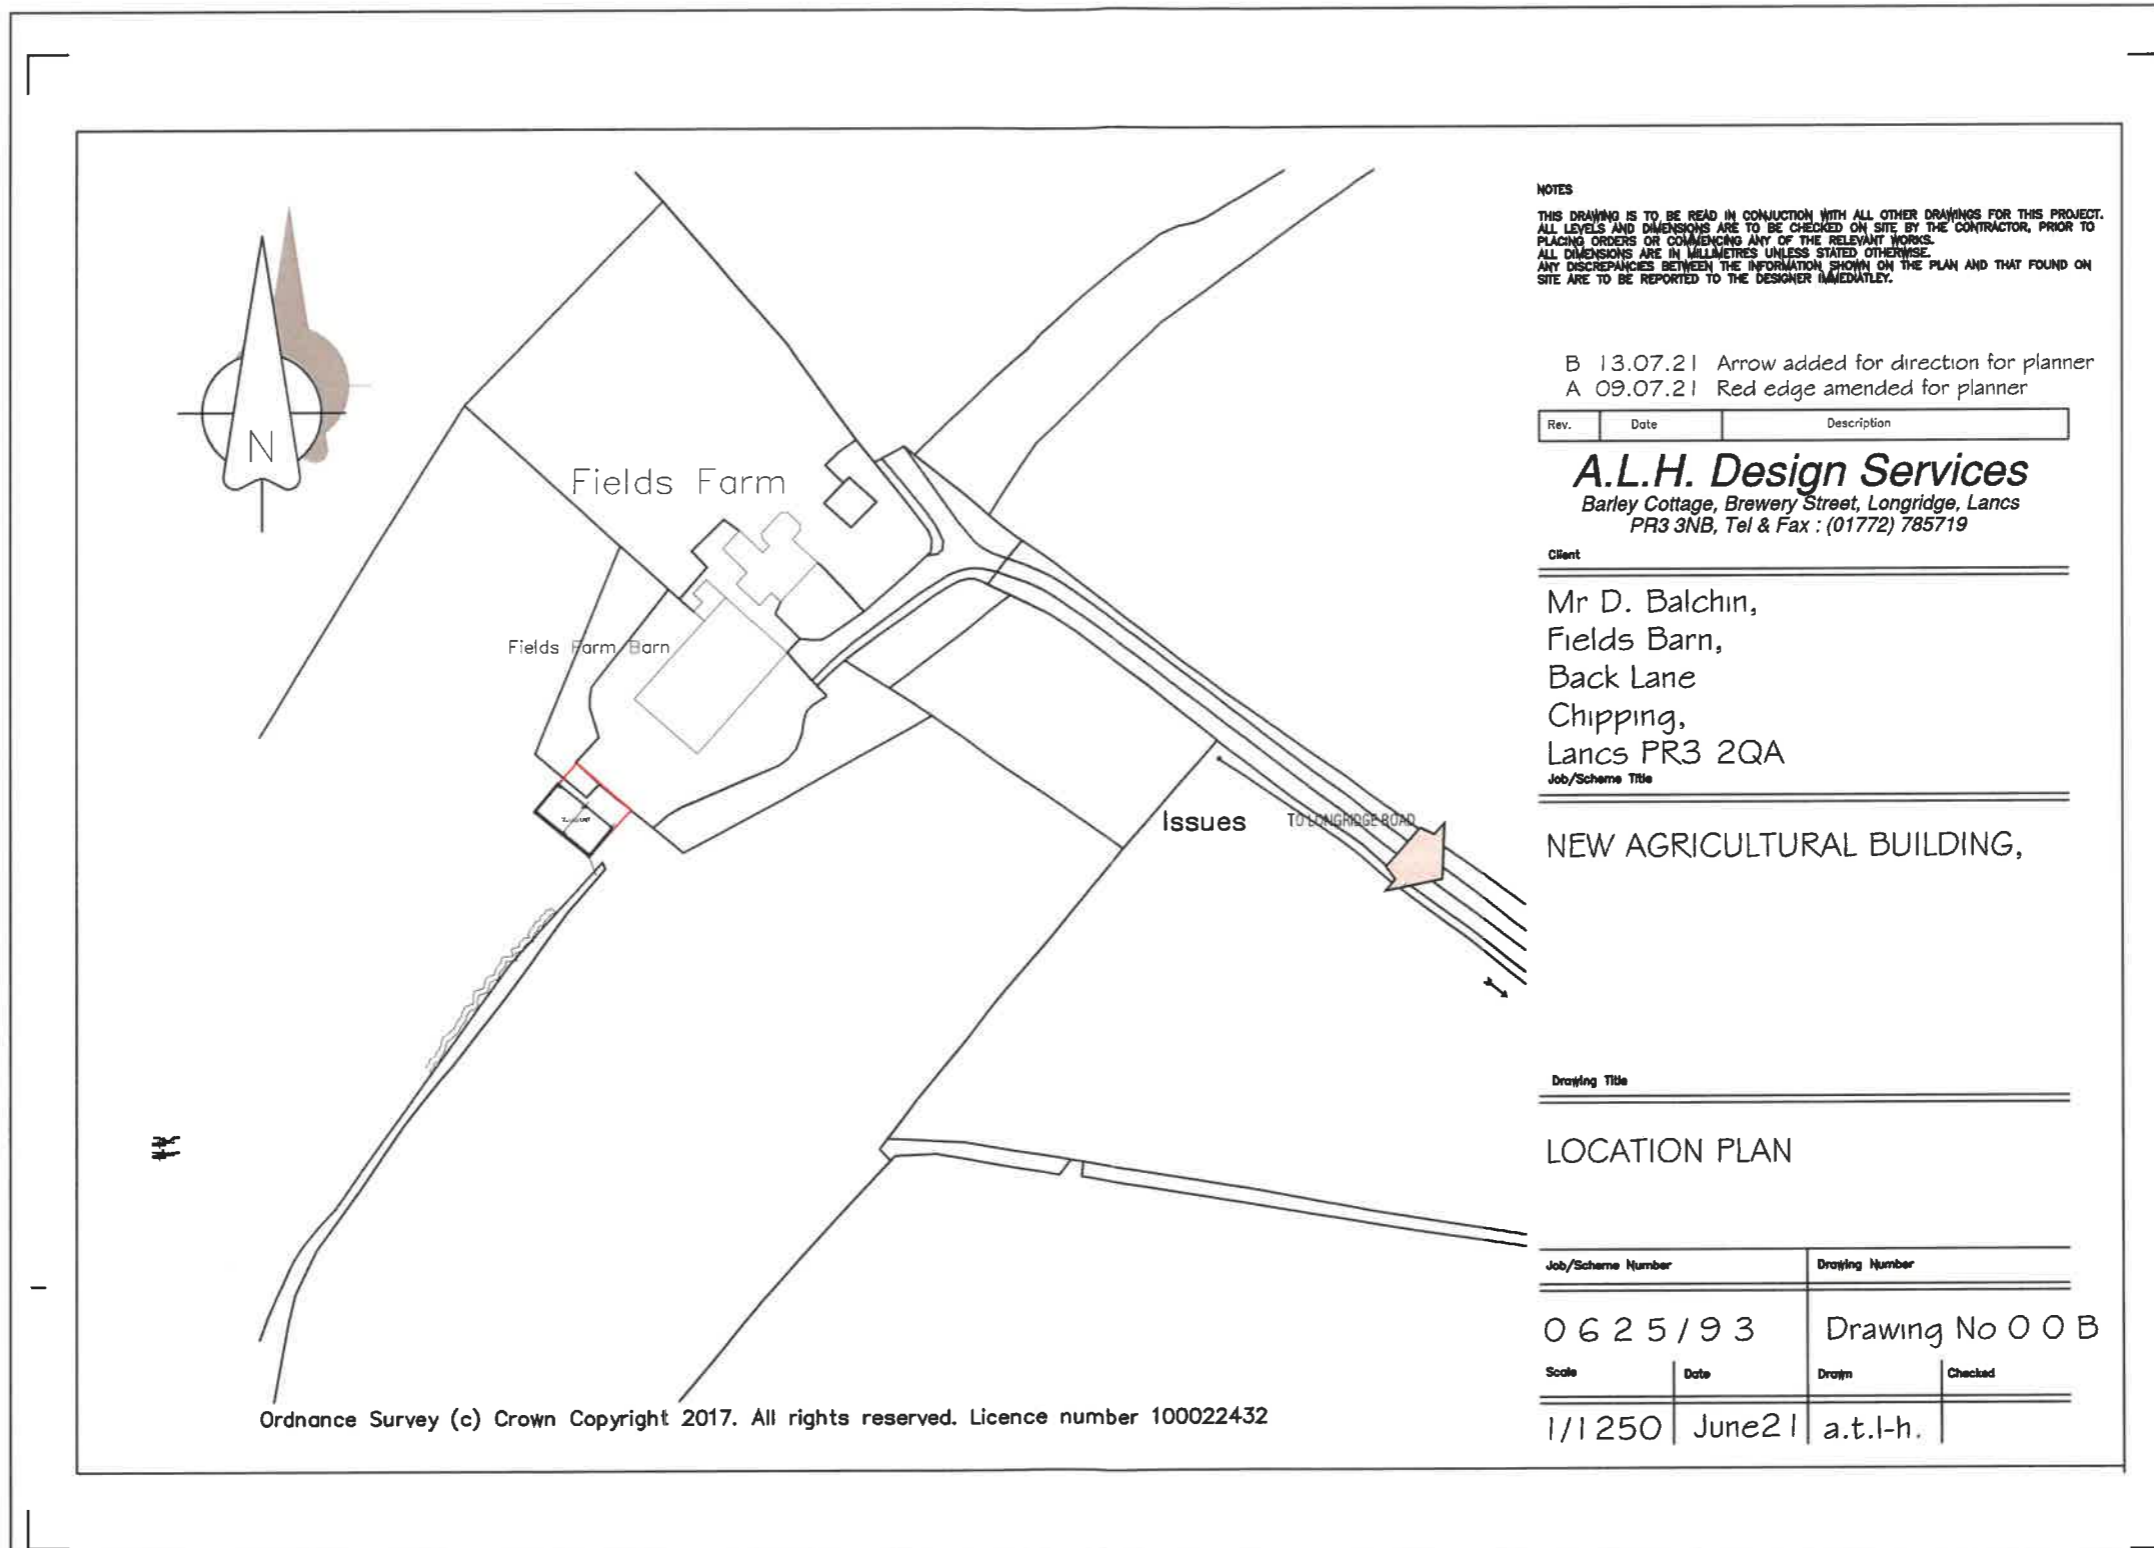 N
Fields Farm
Fields Farm Barn
Issues
TO LONGRIDGE ROAD
Ordnance Survey (c) Crown Copyright 2017. All rights reserved. Licence number 100022432
NOTES
THIS DRAWING IS TO BE READ IN CONJUCTION WITH ALL OTHER DRAWINGS FOR THIS PROJECT.
ALL LEVELS AND DIMENSIONS ARE TO BE CHECKED ON SITE BY THE CONTRACTOR, PRIOR TO
PLACING ORDERS OR COMMENCING ANY OF THE RELEVANT WORKS.
ALL DIMENSIONS ARE IN MILLIMETRES UNLESS STATED OTHERWISE.
ANY DISCREPANCIES BETWEEN THE INFORMATION SHOWN ON THE PLAN AND THAT FOUND ON
SITE ARE TO BE REPORTED TO THE DESIGNER IMMEDIATLEY.
B 13.07.21 Arrow added for direction for planner
A 09.07.21 Red edge amended for planner
Rev. Date Description
A.L.H. Design Services
Barley Cottage, Brewery Street, Longridge, Lancs
PR3 3NB, Tel & Fax : (01772) 785719
Client
Mr D. Balchin,
Fields Barn,
Back Lane
Chipping,
Lancs PR3 2QA
Job/Scheme Title
NEW AGRICULTURAL BUILDING,
Drawing Title
LOCATION PLAN
Job/Scheme Number Drawing Number
0625/93 Drawing No 00B
Scale Date Drawn Checked
1/1250 June21 a.t.l-h.